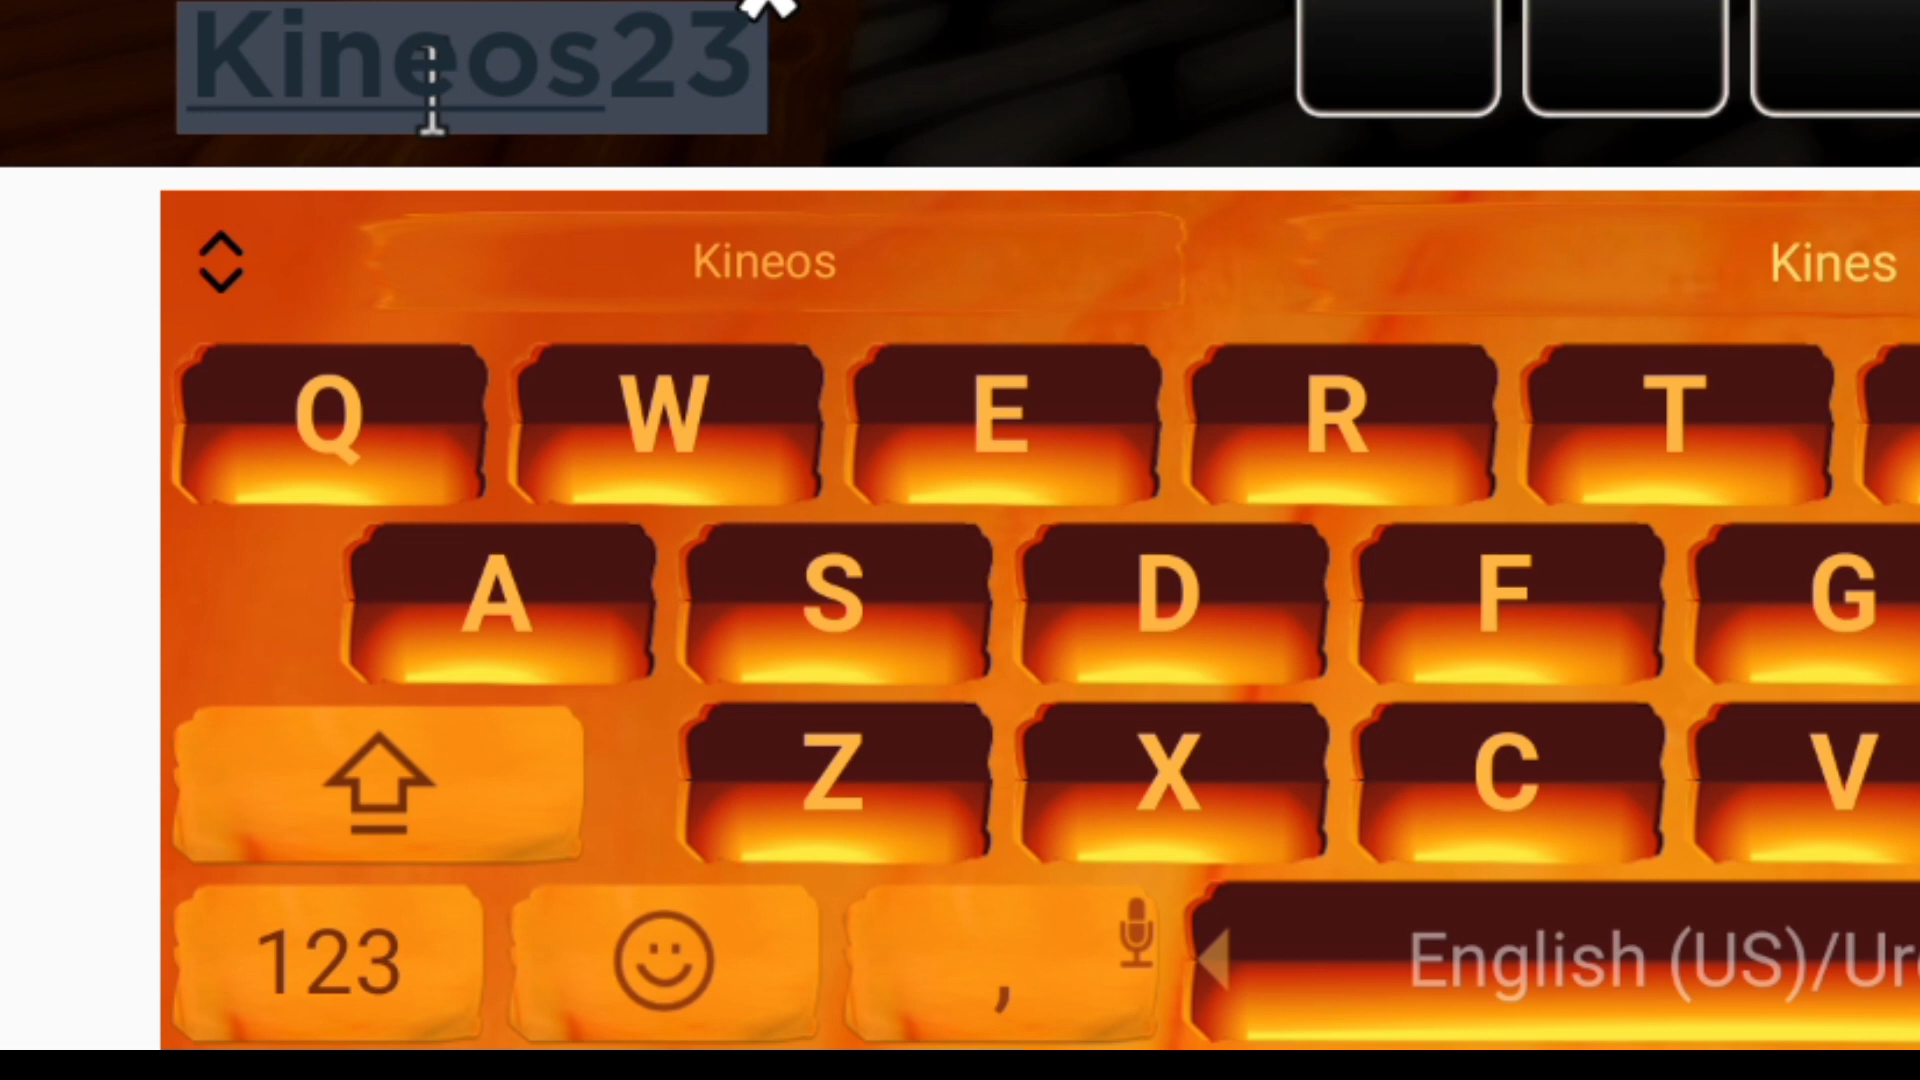 Kineos23
Kineos Kines
Q W E R T
A S D F G
Z X C V
123 , English (US)/Ur